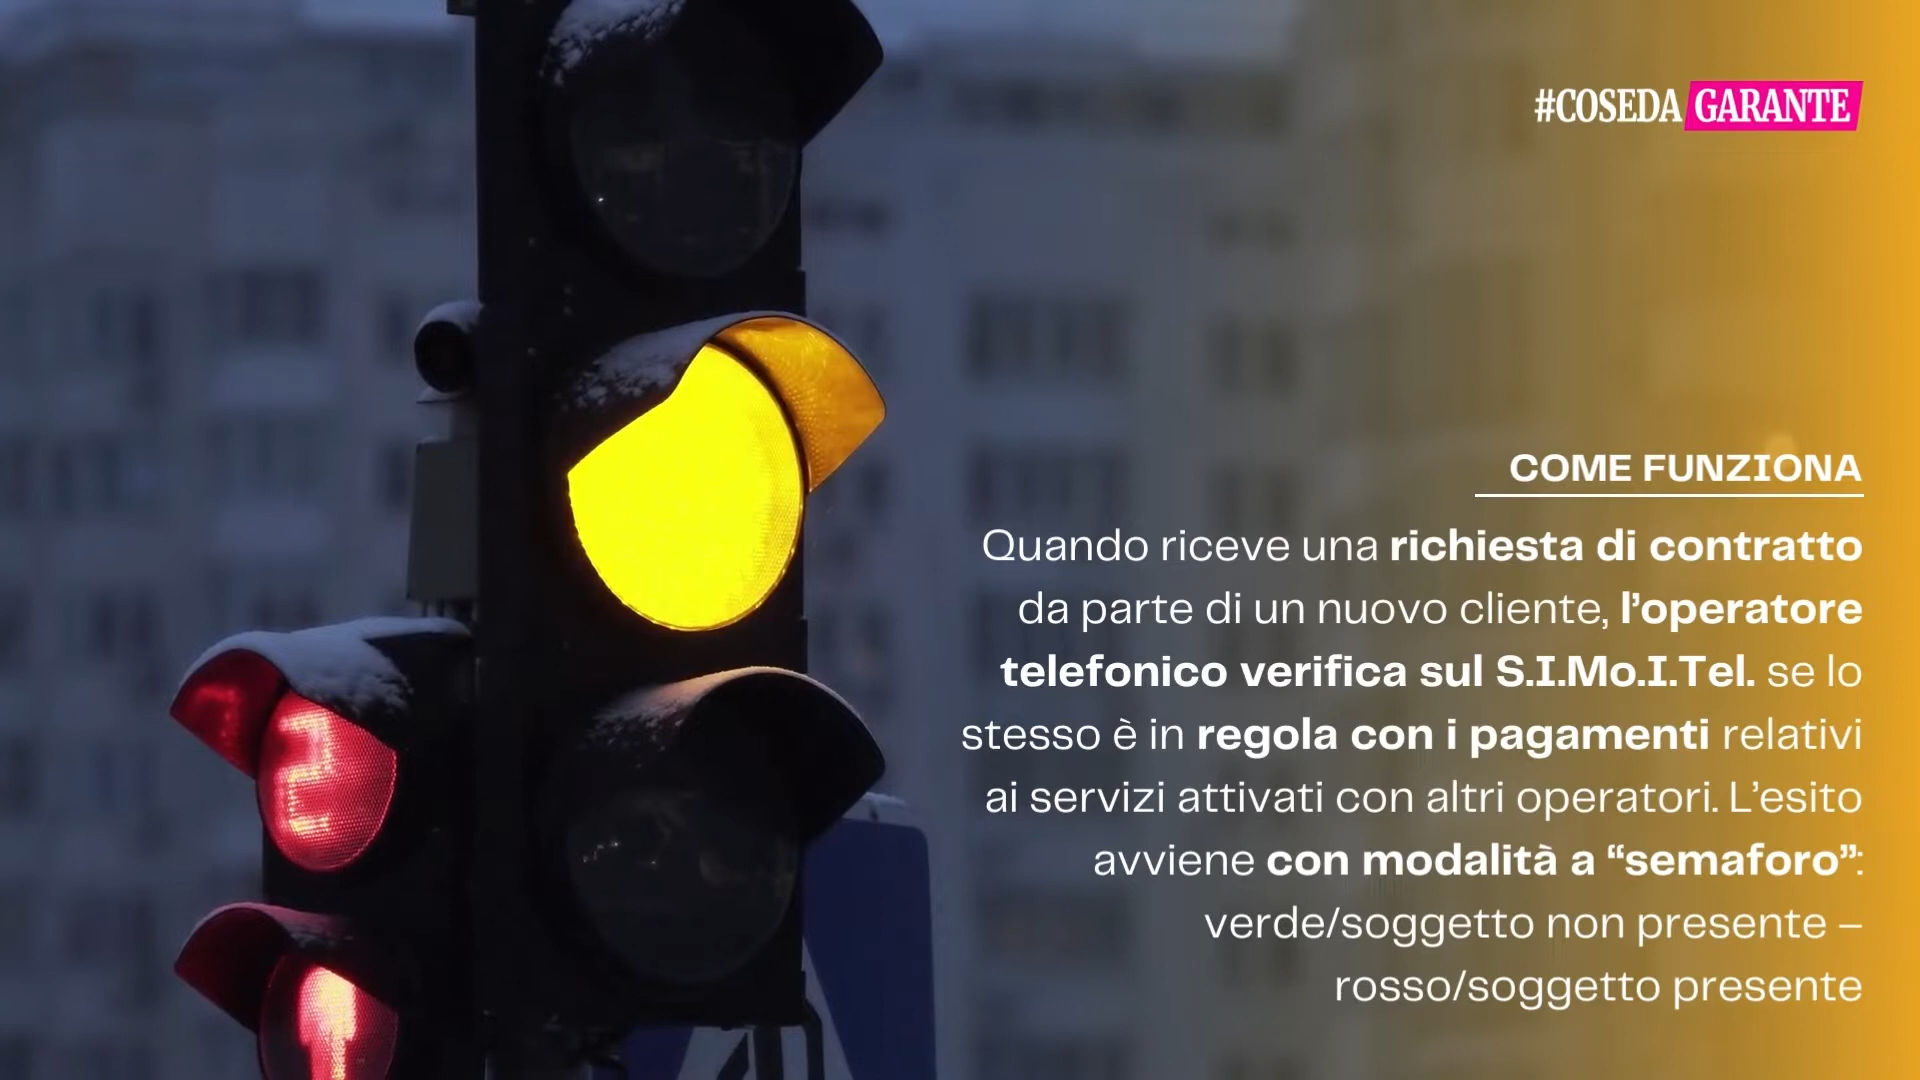 #COSEDA GARANTE
COME FUNZIONA
Quando riceve una richiesta di contratto
da parte di un nuovo cliente, l’operatore
telefonico verifica sul S.I.Mo.I.Tel. se lo
stesso è in regola con i pagamenti relativi
ai servizi attivati con altri operatori. L’esito
avviene con modalità a “semaforo”:
verde/soggetto non presente –
rosso/soggetto presente
2